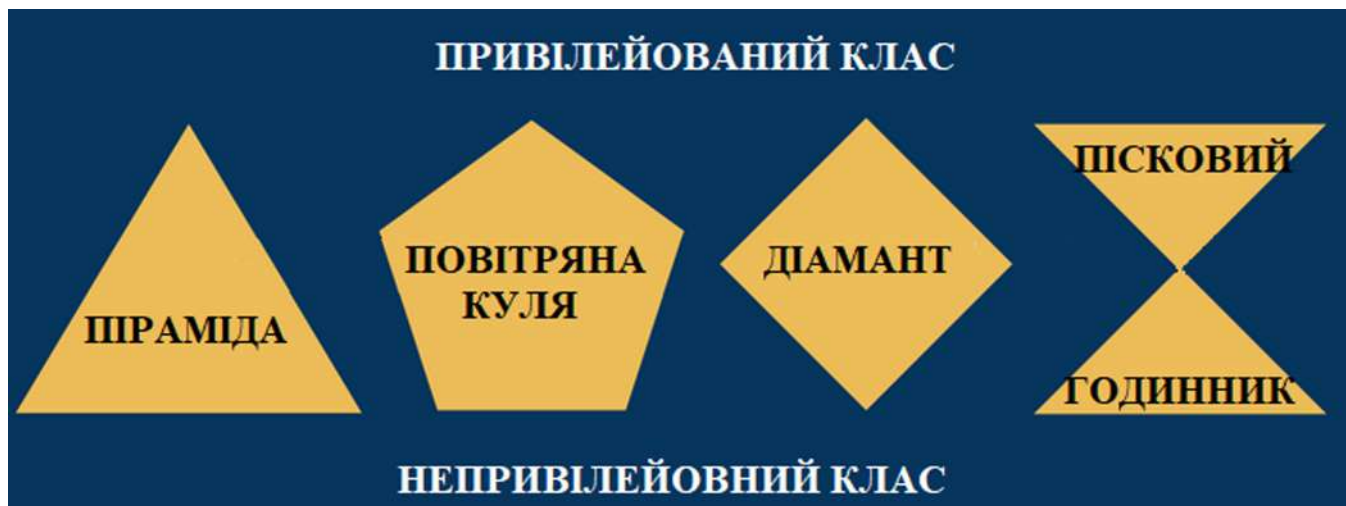 ПРИВІЛЕЙОВАНИЙ КЛАС
ПІРАМІДА
ПОВІТРЯНА
КУЛЯ
ДІАМАНТ
ПІСКОВИЙ
ГОДИННИК
НЕПРИВІЛЕЙОВНИЙ КЛАС